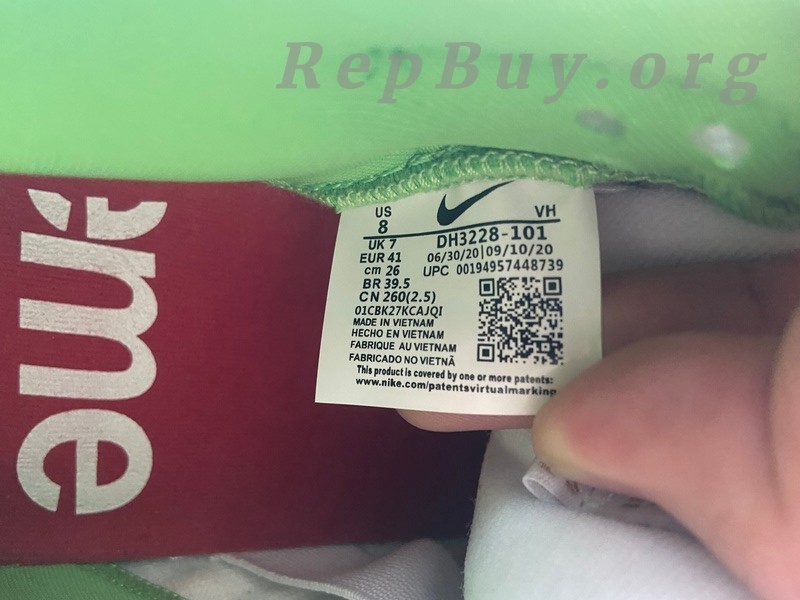 RepBuy.org
US
8
VH
UK 7
DH3228-101
EUR 41
06/30/20|09/10/20
cm 26
UPC 00194957448739
BR 39.5
CN 260(2.5)
01CBK27KCAJQI
MADE IN VIETNAM
HECHO EN VIETNAM
FABRIQUE AU VIETNAM
FABRICADO NO VIETNÃ
This product is covered by one or more patents:
www.nike.com/patentsvirtualmarking
eme